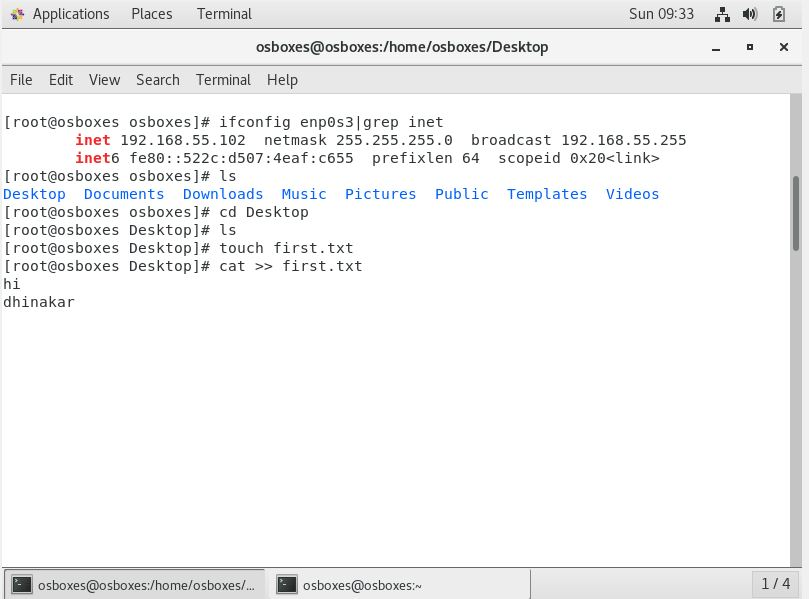 Applications Places Terminal Sun 09:33
osboxes@osboxes:/home/osboxes/Desktop
File Edit View Search Terminal Help
[root@osboxes osboxes]# ifconfig enp0s3|grep inet
        inet 192.168.55.102  netmask 255.255.255.0  broadcast 192.168.55.255
        inet6 fe80::522c:d507:4eaf:c655  prefixlen 64  scopeid 0x20<link>
[root@osboxes osboxes]# ls
Desktop  Documents  Downloads  Music  Pictures  Public  Templates  Videos
[root@osboxes osboxes]# cd Desktop
[root@osboxes Desktop]# ls
[root@osboxes Desktop]# touch first.txt
[root@osboxes Desktop]# cat >> first.txt
hi
dhinakar
osboxes@osboxes:/home/osboxes/... osboxes@osboxes:~ 1 / 4